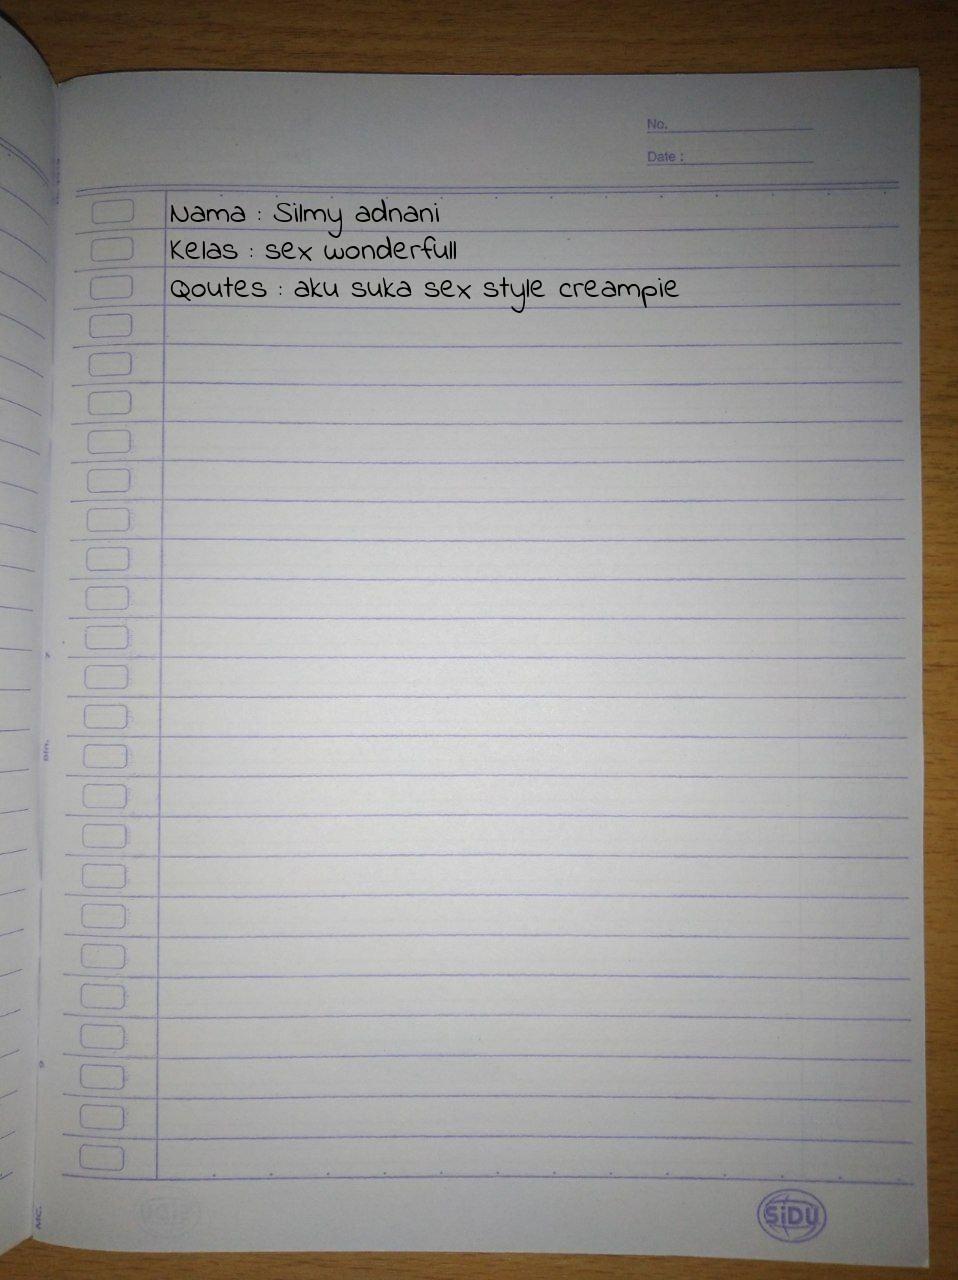 No.
Date :
Nama : Silmy adnani
Kelas : sex wonderfull
Qoutes : aku suka sex style creampie
SiDU